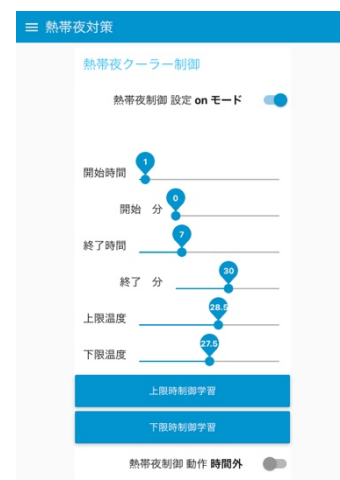 熱帯夜対策
熱帯夜クーラー制御
熱帯夜制御 設定 on モード
1
開始時間
0
開始 分
7
終了時間
30
終了 分
28.5
上限温度
27.5
下限温度
上限時制御学習
下限時制御学習
熱帯夜制御 動作 時間外